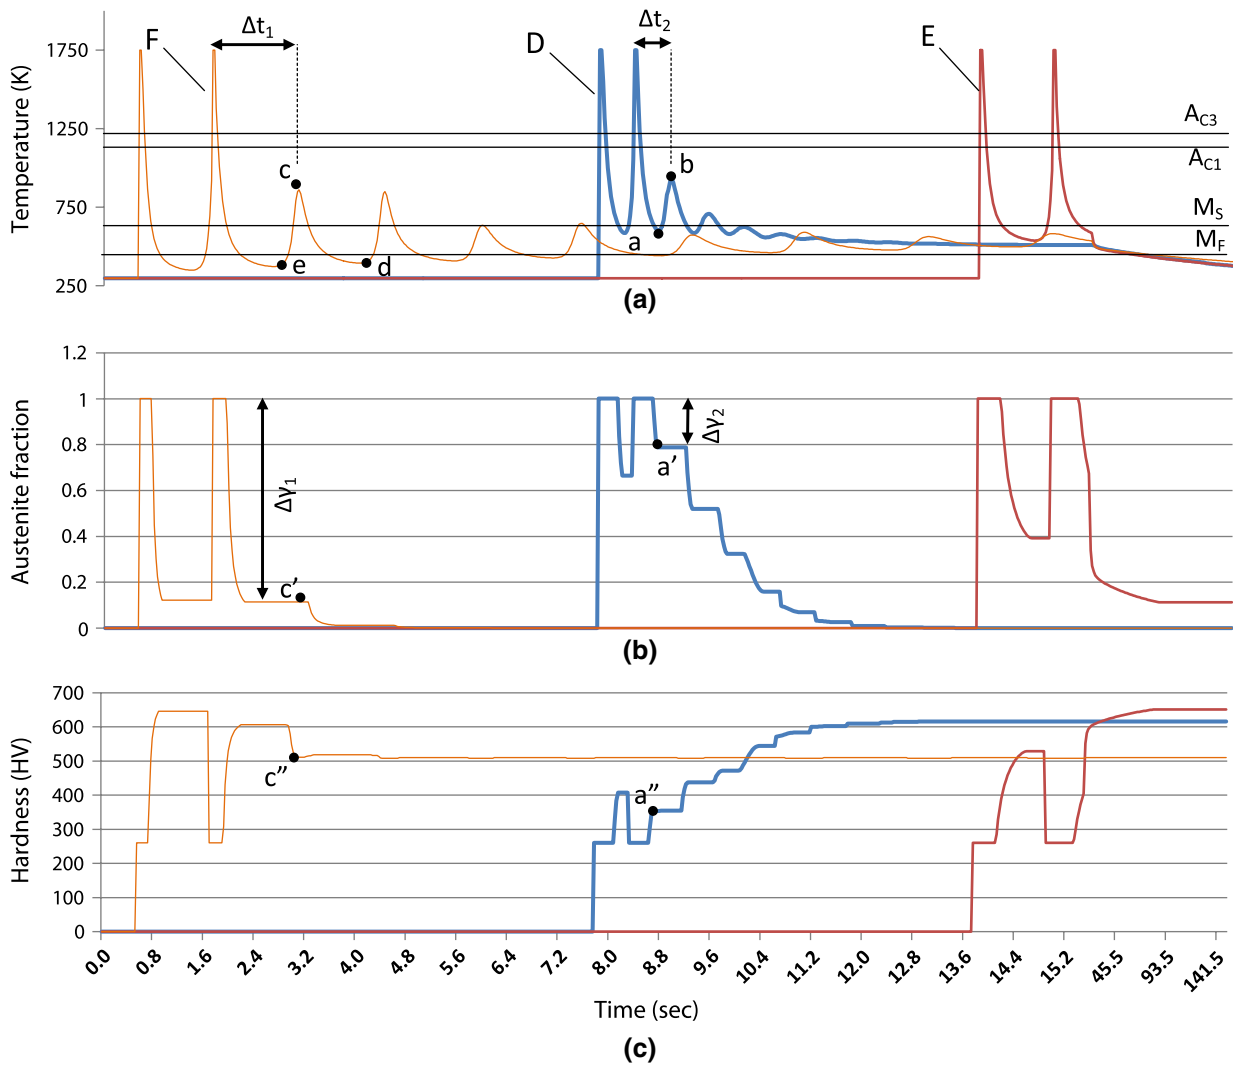 Temperature (K)
1750
1250
750
250
F
Δt₁
D
Δt₂
E
c
b
a
e
d
A_C3
A_C1
M_S
M_F
(a)
Austenite fraction
1.2
1
0.8
0.6
0.4
0.2
0
Δγ₁
c′
Δγ₂
a′
(b)
Hardness (HV)
700
600
500
400
300
200
100
0
c″
a″
0.0 0.8 1.6 2.4 3.2 4.0 4.8 5.6 6.4 7.2 8.0 8.8 9.6 10.4 11.2 12.0 12.8 13.6 14.4 15.2 45.5 93.5 141.5
Time (sec)
(c)